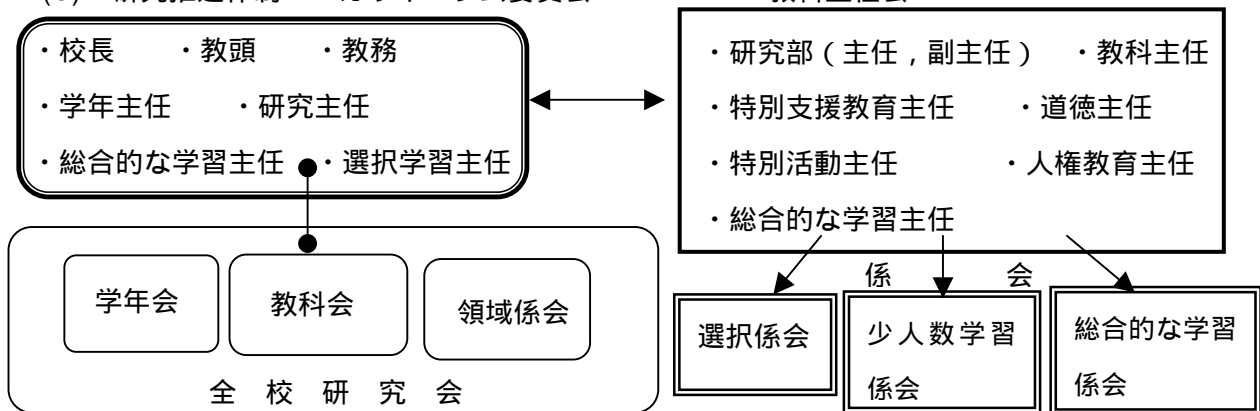 ・校長　・教頭　・教務
・学年主任　・研究主任
・総合的な学習主任　・選択学習主任
・研究部（主任，副主任）　・教科主任
・特別支援教育主任　・道徳主任
・特別活動主任　・人権教育主任
・総合的な学習主任
学年会
教科会
領域係会
全校研究会
係会
選択係会
少人数学習
係会
総合的な学習
係会